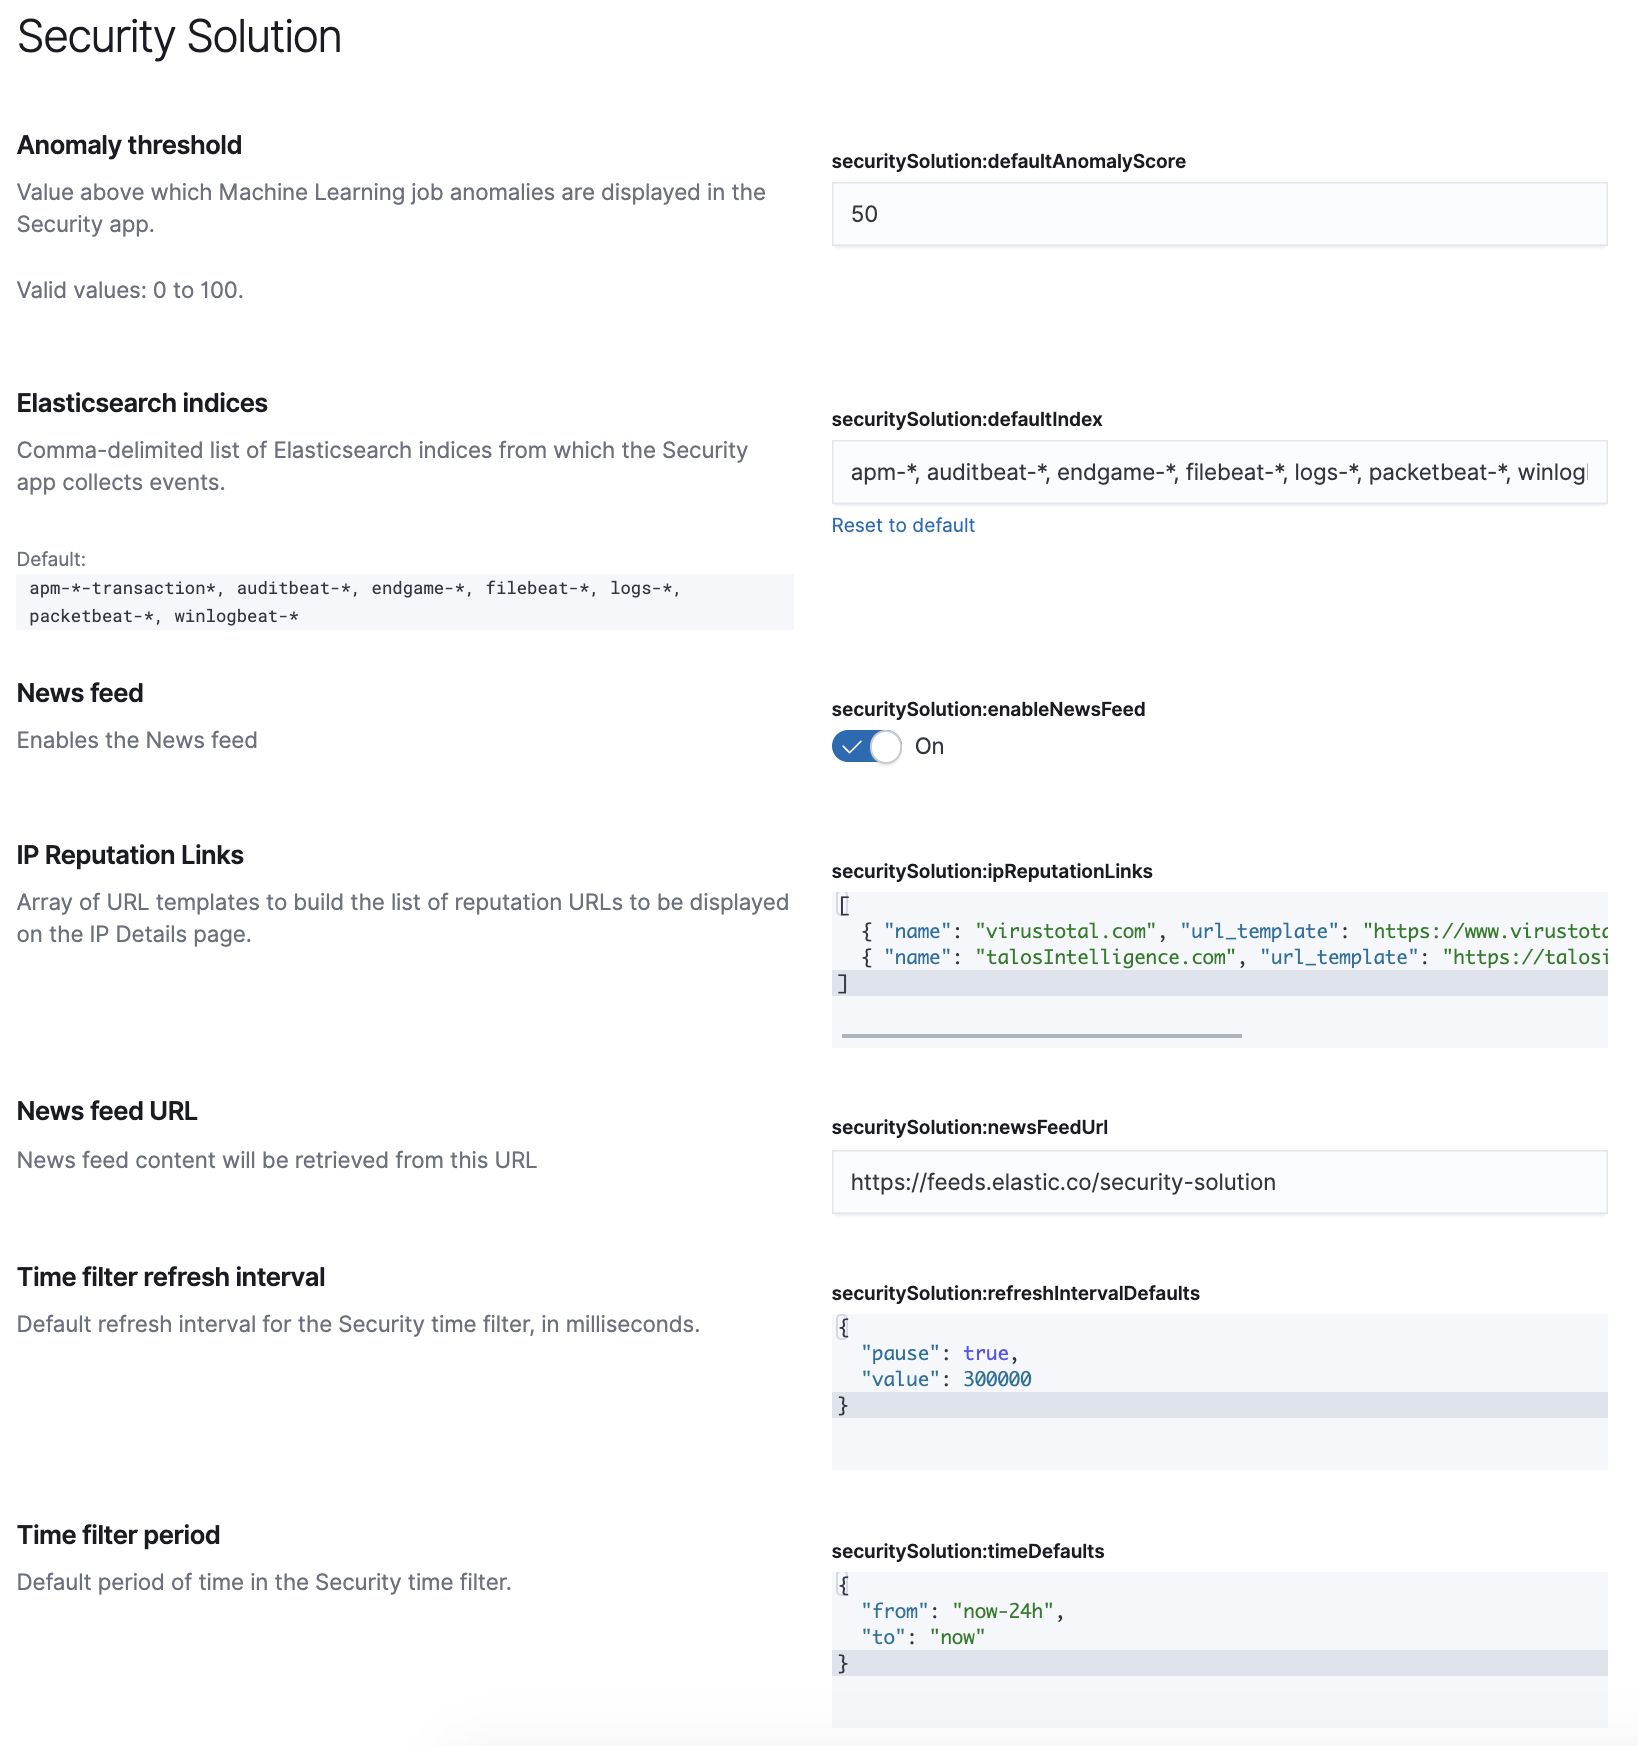 Security Solution
Anomaly threshold
Value above which Machine Learning job anomalies are displayed in the
Security app.
Valid values: 0 to 100.
securitySolution:defaultAnomalyScore
50
Elasticsearch indices
Comma-delimited list of Elasticsearch indices from which the Security
app collects events.
Default:
apm-*-transaction*, auditbeat-*, endgame-*, filebeat-*, logs-*,
packetbeat-*, winlogbeat-*
securitySolution:defaultIndex
apm-*, auditbeat-*, endgame-*, filebeat-*, logs-*, packetbeat-*, winlog
Reset to default
News feed
Enables the News feed
securitySolution:enableNewsFeed
On
IP Reputation Links
Array of URL templates to build the list of reputation URLs to be displayed
on the IP Details page.
securitySolution:ipReputationLinks
[
{ "name": "virustotal.com", "url_template": "https://www.virustota
{ "name": "talosIntelligence.com", "url_template": "https://talosi
]
News feed URL
News feed content will be retrieved from this URL
securitySolution:newsFeedUrl
https://feeds.elastic.co/security-solution
Time filter refresh interval
Default refresh interval for the Security time filter, in milliseconds.
securitySolution:refreshIntervalDefaults
{
"pause": true,
"value": 300000
}
Time filter period
Default period of time in the Security time filter.
securitySolution:timeDefaults
{
"from": "now-24h",
"to": "now"
}